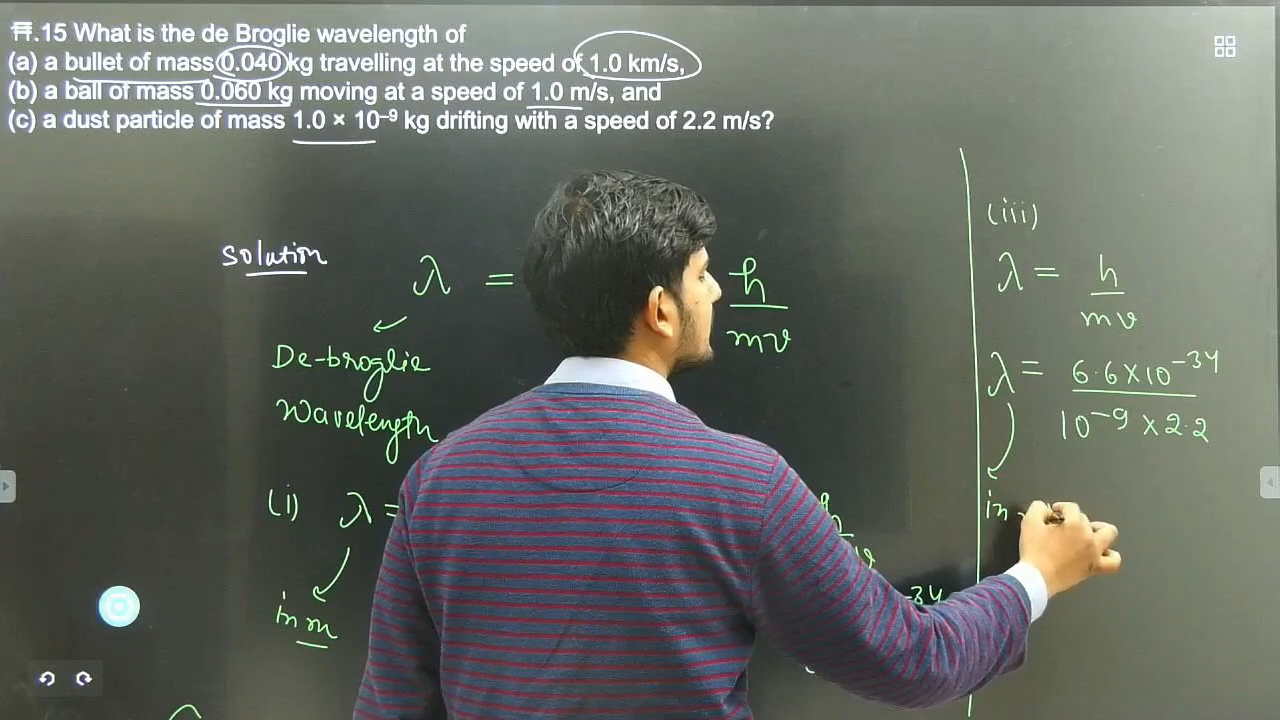 .15 What is the de Broglie wavelength of
(a) a bullet of mass 0.040 kg travelling at the speed of 1.0 km/s,
(b) a ball of mass 0.060 kg moving at a speed of 1.0 m/s, and
(c) a dust particle of mass 1.0 × 10⁻⁹ kg drifting with a speed of 2.2 m/s?
Solution
λ = h
mv
De-broglie
Wavelength
(i) λ =
in m
-34
(iii)
λ = h
mv
λ = 6.6×10⁻³⁴
10⁻⁹ × 2.2
in